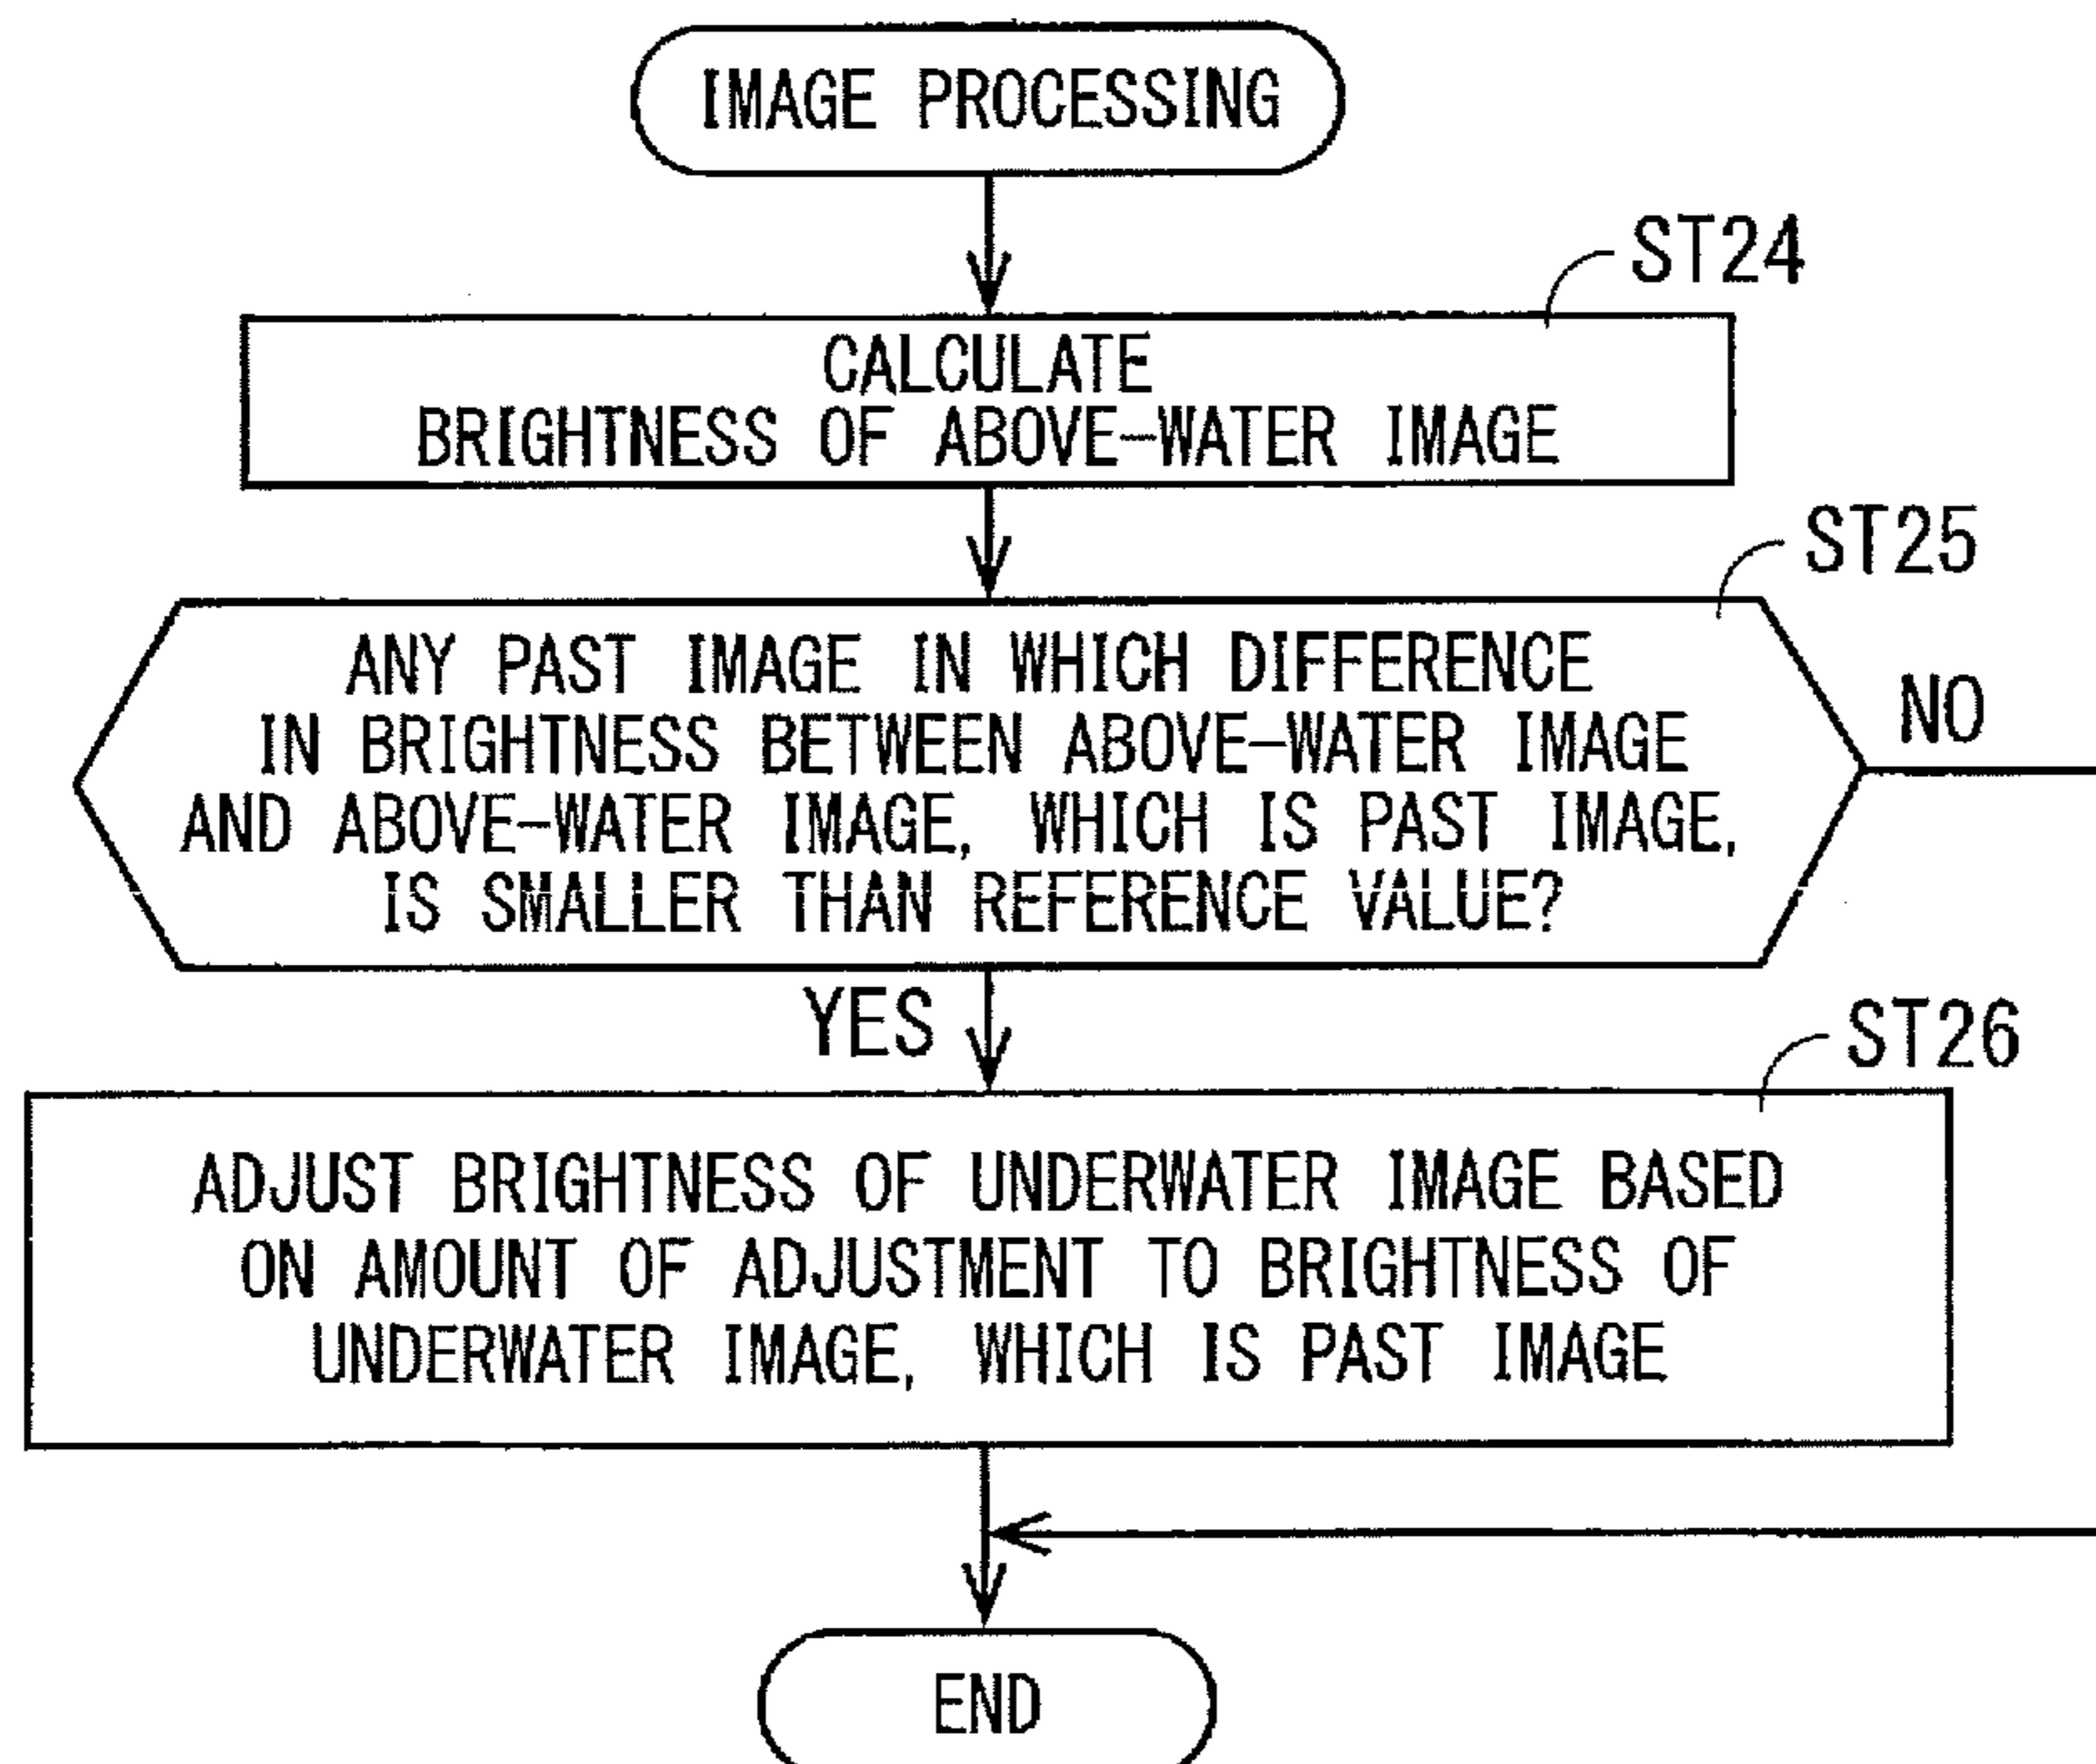 IMAGE PROCESSING
ST24
CALCULATE
BRIGHTNESS OF ABOVE-WATER IMAGE
ST25
ANY PAST IMAGE IN WHICH DIFFERENCE
IN BRIGHTNESS BETWEEN ABOVE-WATER IMAGE
AND ABOVE-WATER IMAGE, WHICH IS PAST IMAGE,
IS SMALLER THAN REFERENCE VALUE?
NO
YES
ST26
ADJUST BRIGHTNESS OF UNDERWATER IMAGE BASED
ON AMOUNT OF ADJUSTMENT TO BRIGHTNESS OF
UNDERWATER IMAGE, WHICH IS PAST IMAGE
END